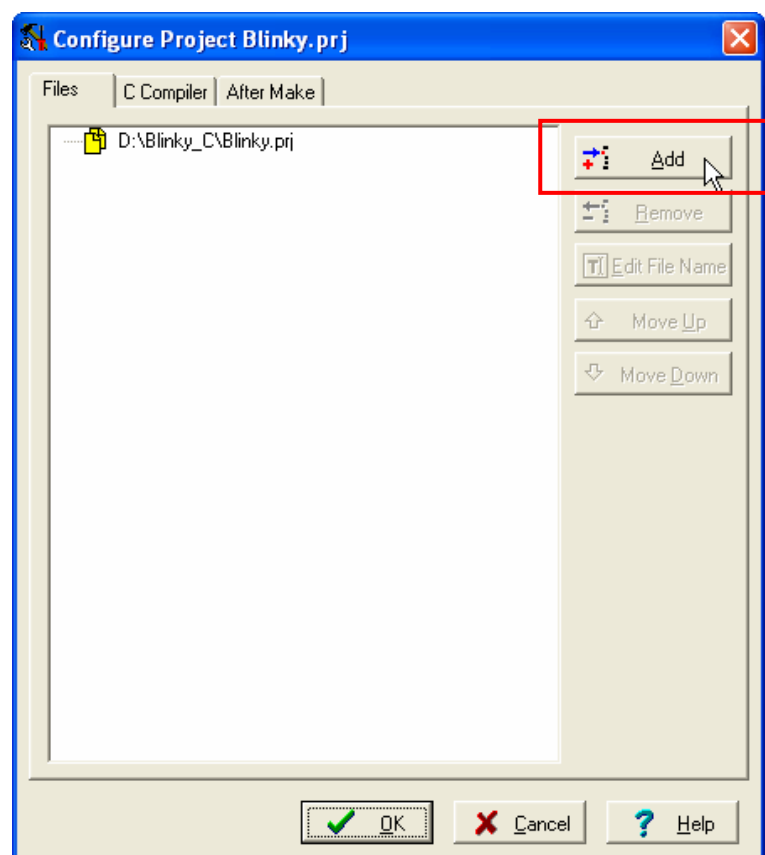 Configure Project Blinky.prj
Files C Compiler After Make
D:\Blinky_C\Blinky.prj
Add
Remove
Edit File Name
Move Up
Move Down
OK Cancel Help